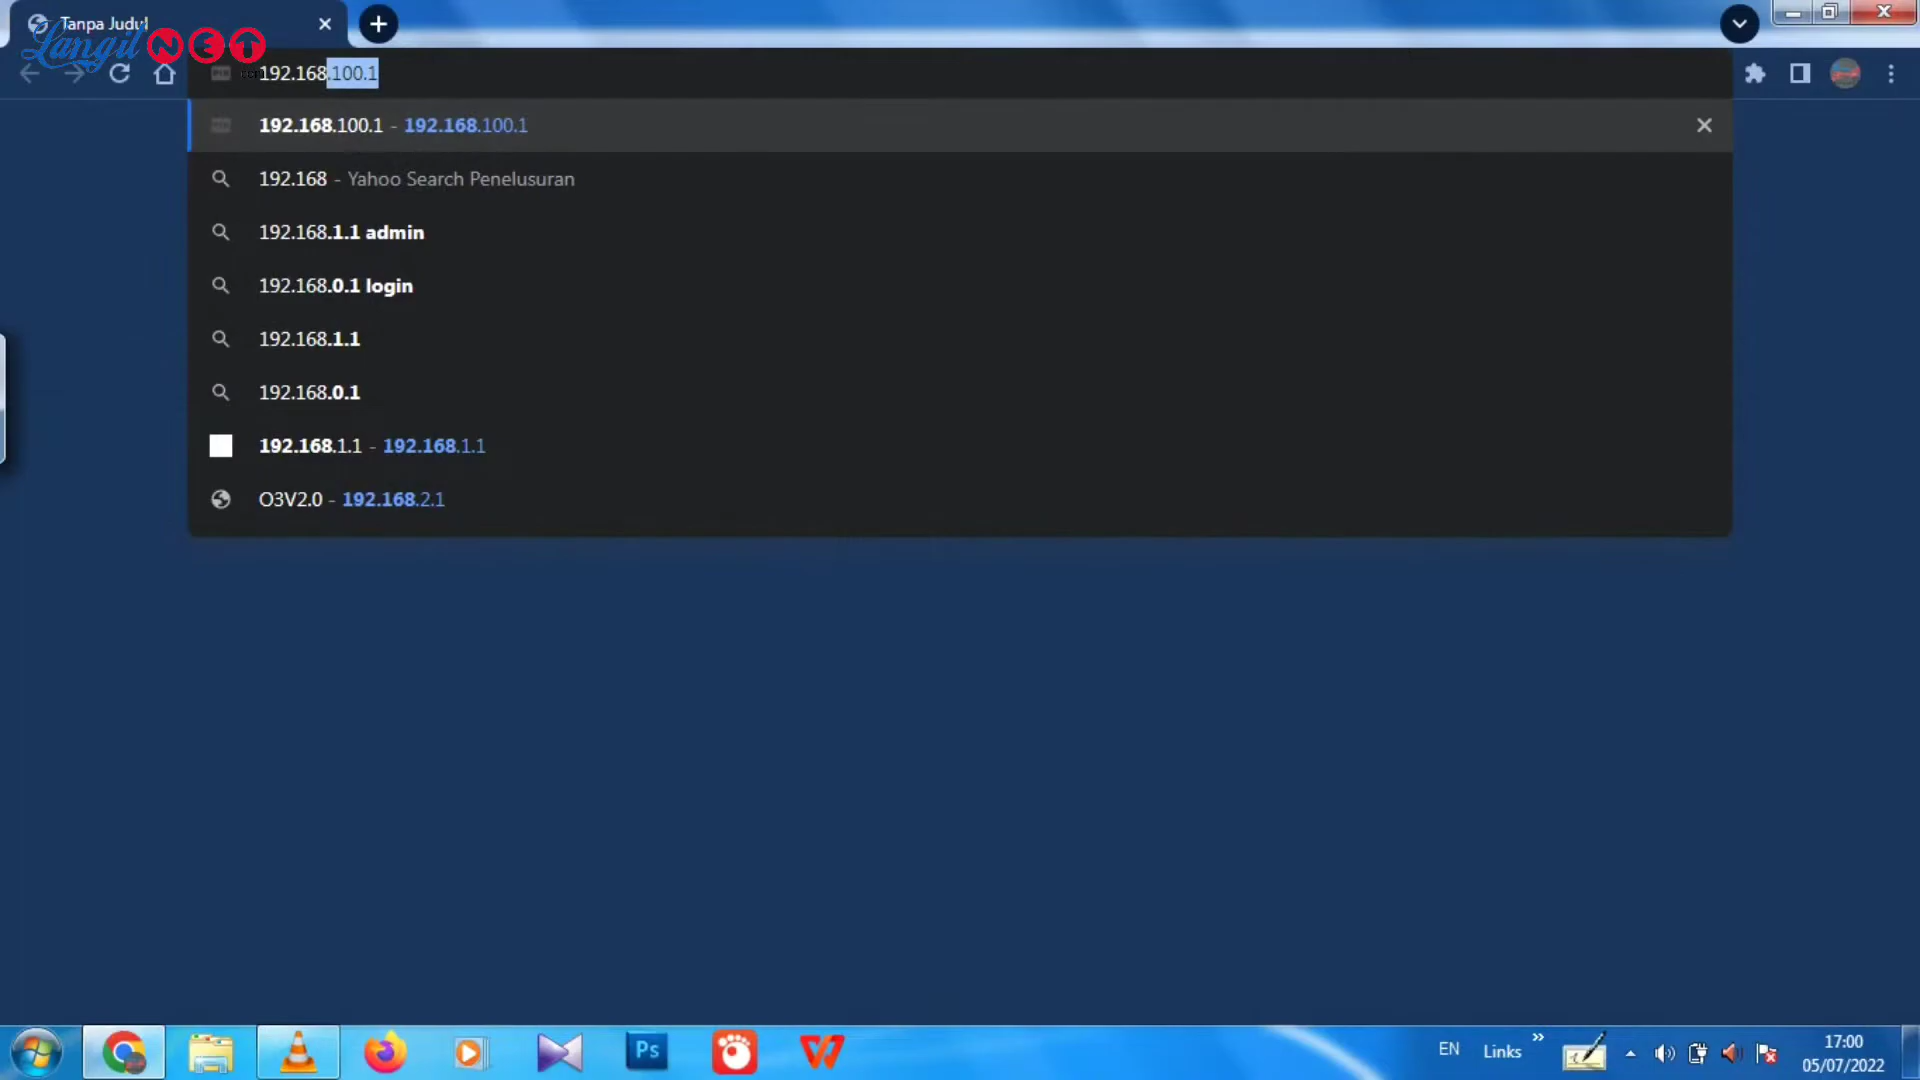 Tanpa Judul
Langit NET
192.168.100.1
192.168.100.1 - 192.168.100.1
192.168 - Yahoo Search Penelusuran
192.168.1.1 admin
192.168.0.1 login
192.168.1.1
192.168.0.1
192.168.1.1 - 192.168.1.1
O3V2.0 - 192.168.2.1
Ps
EN
Links
17:00
05/07/2022